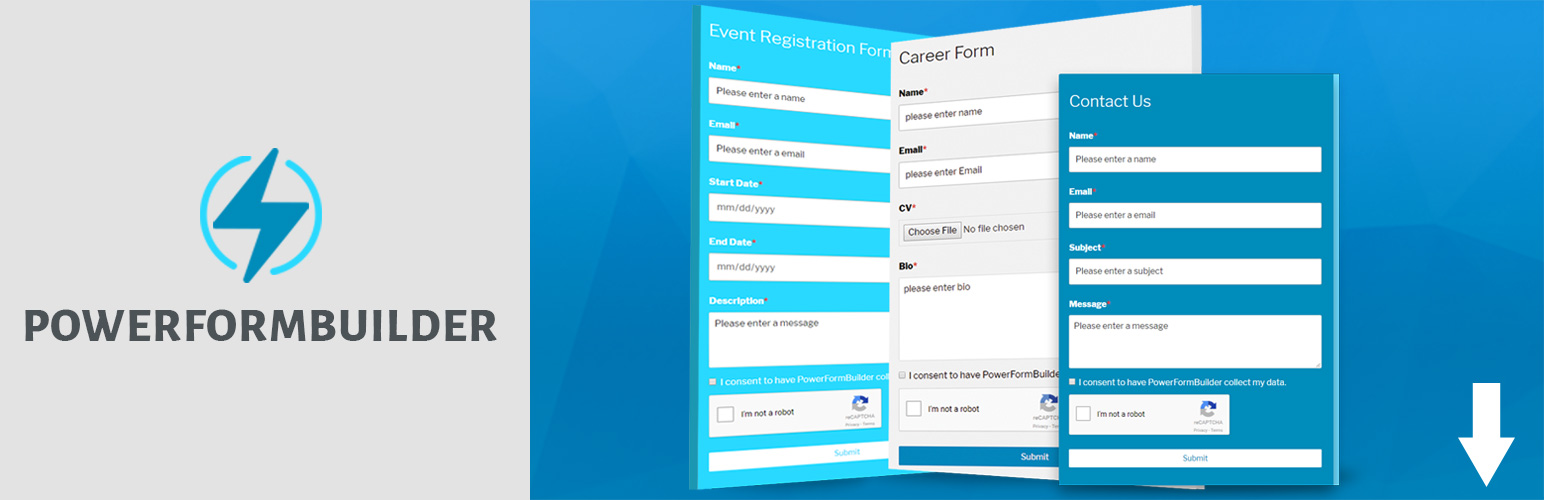 POWERFORMBUILDER
Event Registration Form
Name*
Please enter a name
Email*
Please enter a email
Start Date*
mm/dd/yyyy
End Date*
mm/dd/yyyy
Description*
Please enter a message
I consent to have PowerFormBuilder coll
I'm not a robot
reCAPTCHA
Privacy - Terms
Submit
Career Form
Name*
please enter name
Email*
please enter Email
CV*
Choose File No file chosen
Bio*
please enter bio
I consent to have PowerFormBuilde
I'm not a robot
reCAPTCHA
Privacy - Terms
Submit
Contact Us
Name*
Please enter a name
Email*
Please enter a email
Subject*
Please enter a subject
Message*
Please enter a message
I consent to have PowerFormBuilder collect my data.
I'm not a robot
reCAPTCHA
Privacy - Terms
Submit